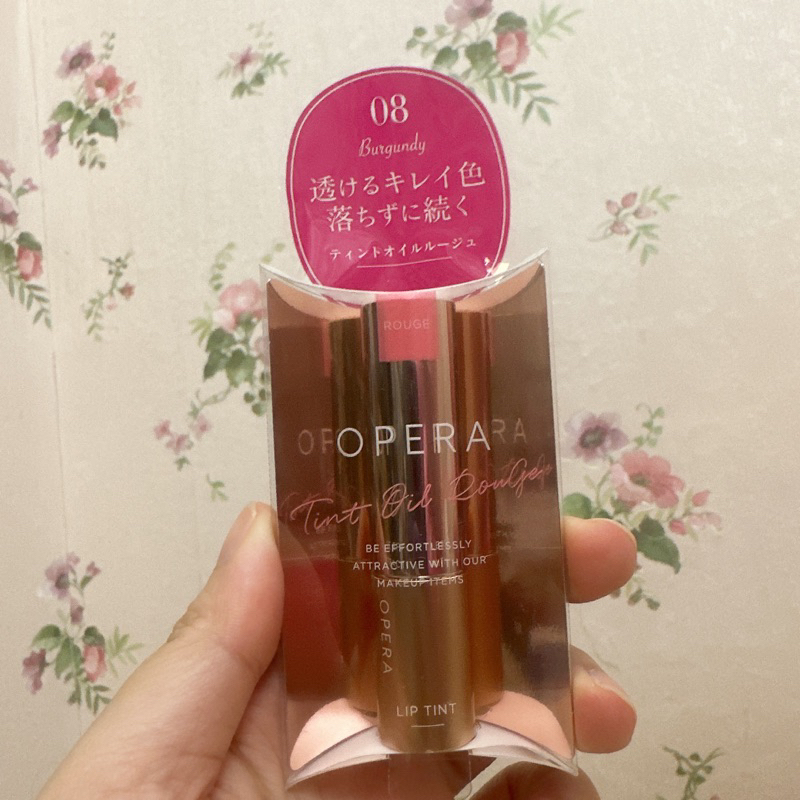 08
Burgundy
透けるキレイ色
落ちずに続く
ティントオイルルージュ
ROUGE
OPERA
Tint Oil Rouge
BE EFFORTLESSLY
ATTRACTIVE WITH OUR
MAKEUP ITEMS
OPERA
LIP TINT